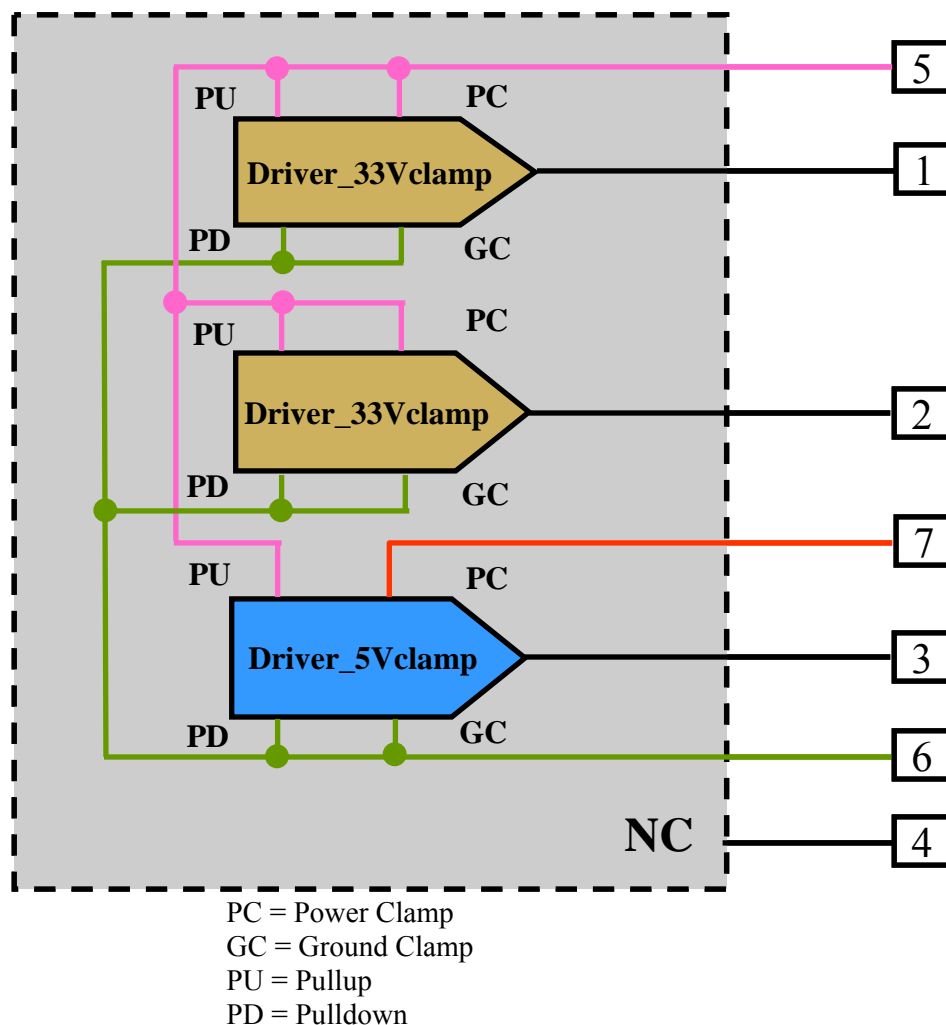 5
PU
PC
Driver_33Vclamp
1
PD
GC
PU
PC
Driver_33Vclamp
2
PD
GC
7
PU
PC
Driver_5Vclamp
3
PD
GC
6
NC
4
PC = Power Clamp
GC = Ground Clamp
PU = Pullup
PD = Pulldown